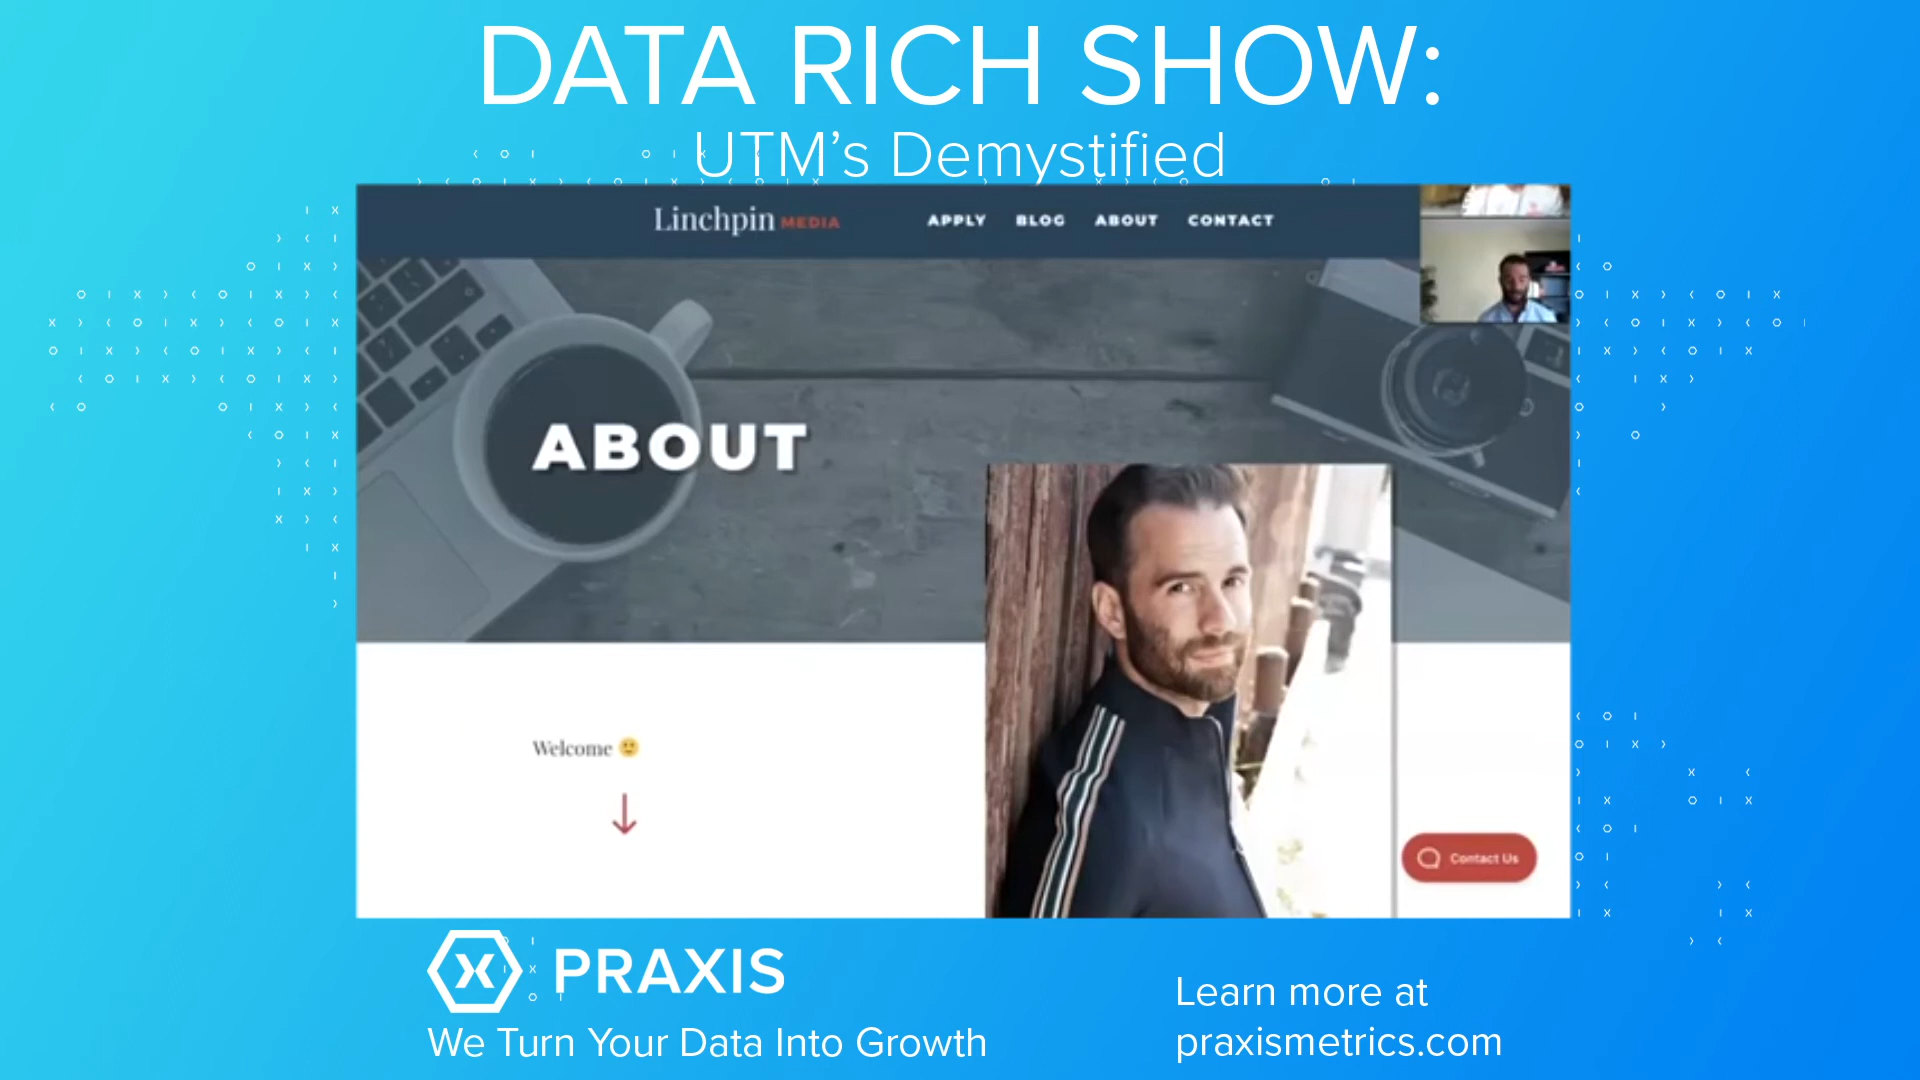 DATA RICH SHOW:
UTM’s Demystified
Linchpin MEDIA
APPLY BLOG ABOUT CONTACT
ABOUT
Welcome 🙂
Contact Us
PRAXIS
We Turn Your Data Into Growth
Learn more at
praxismetrics.com